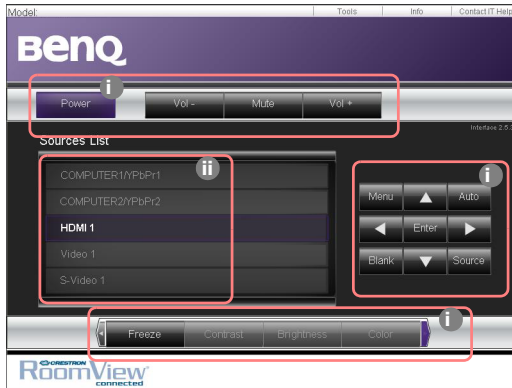 Model:
Tools Info Contact IT Help
BenQ
i
Power Vol - Mute Vol +
Interface 2.5.
Sources List
ii
i
COMPUTER1/YPbPr1
COMPUTER2/YPbPr2
HDMI 1
Video 1
S-Video 1
Menu Auto
Enter
Blank Source
i
Freeze Contrast Brightness Color
CRESTRON
RoomView
connected